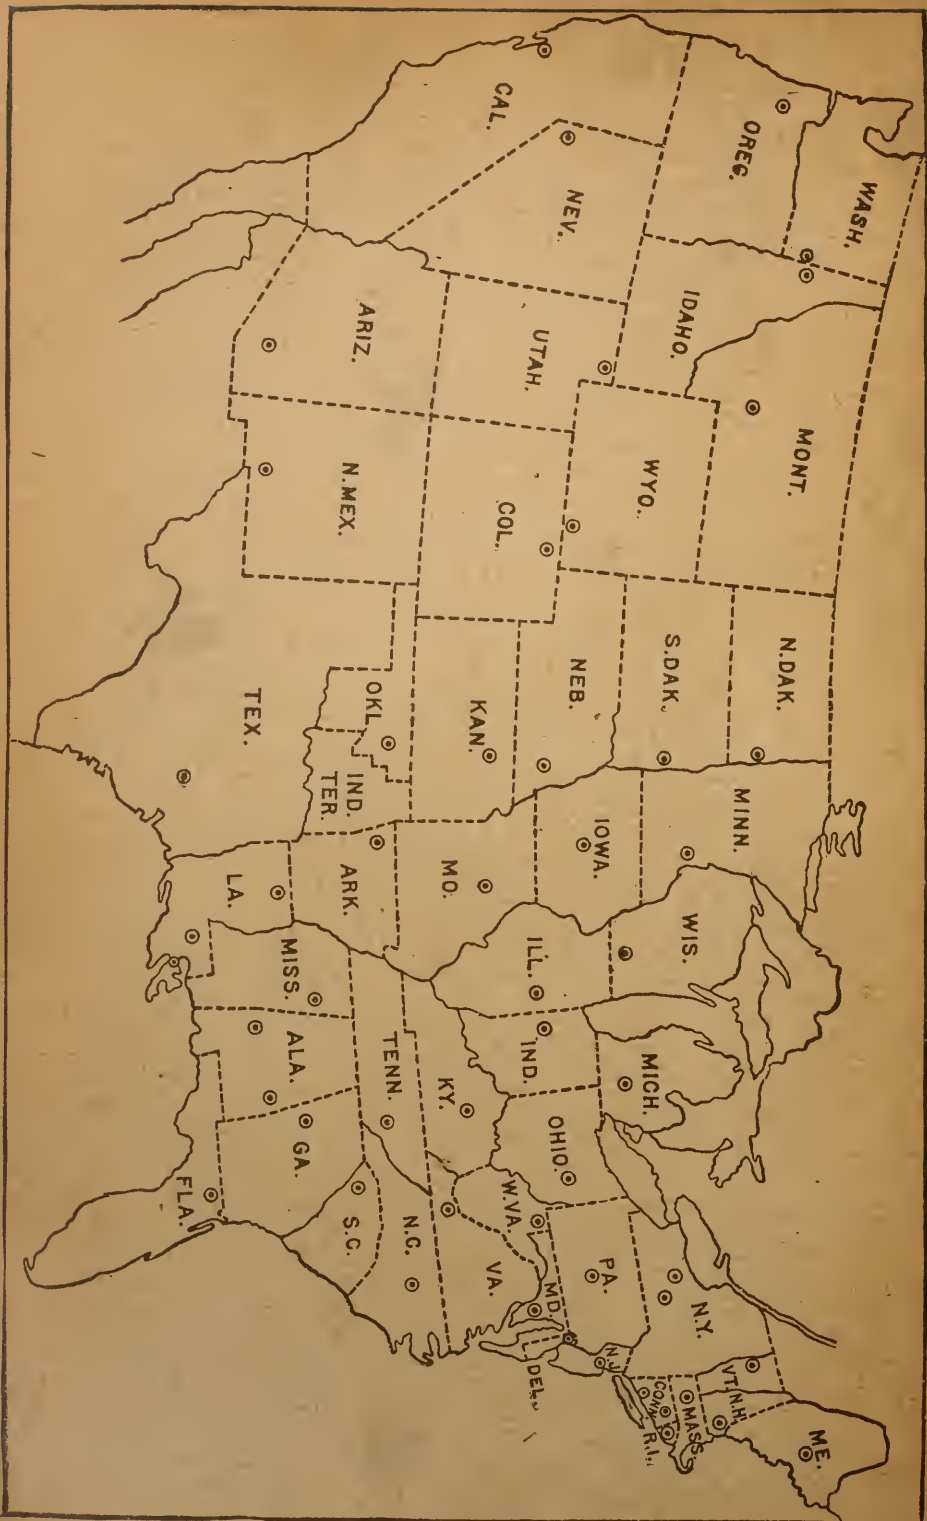 WASH.
OREG.
CAL.
NEV.
IDAHO.
MONT.
UTAH.
ARIZ.
WYO.
COL.
N.MEX.
N.DAK.
S.DAK.
NEB.
KAN.
OKL.
IND.
TER.
TEX.
MINN.
IOWA.
MO.
ARK.
LA.
WIS.
ILL.
MISS.
MICH.
IND.
KY.
TENN.
ALA.
OHIO.
GA.
FLA.
W.VA.
VA.
N.C.
S.C.
PA.
MD.
DEL.
N.J.
N.Y.
VT.
N.H.
MASS.
CONN.
R.I.
ME.